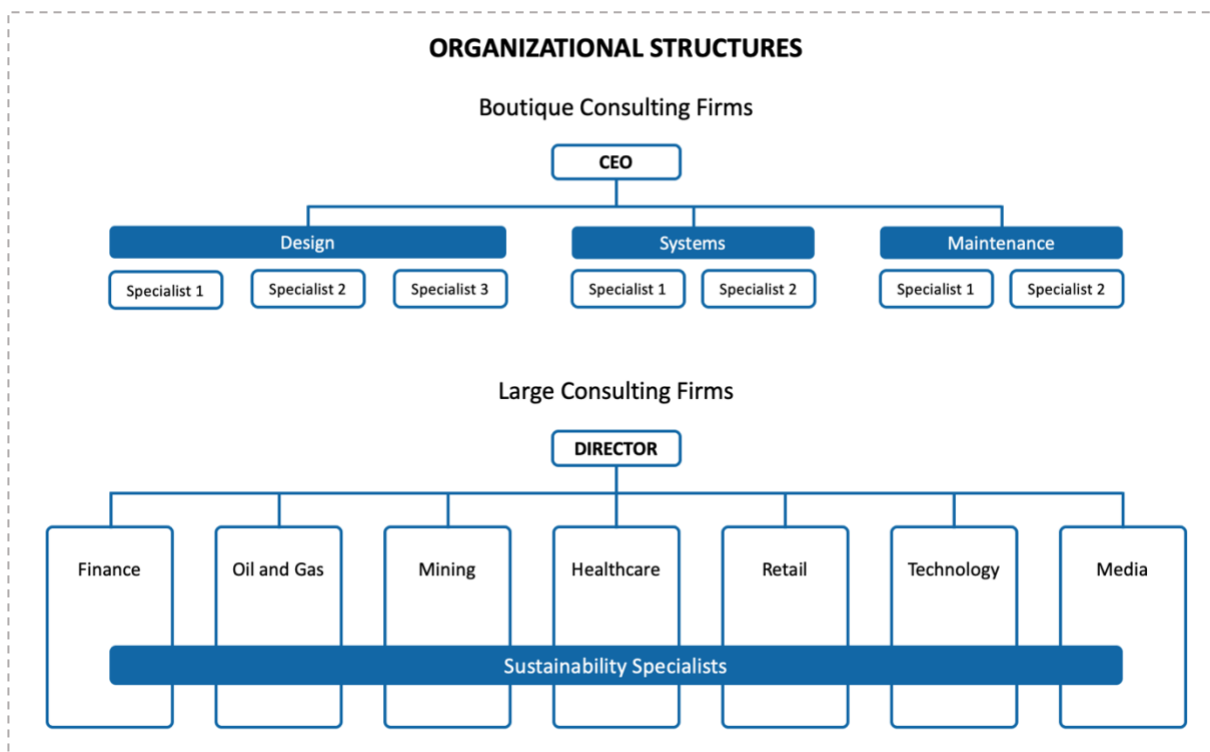 ORGANIZATIONAL STRUCTURES
Boutique Consulting Firms
CEO
Design
Systems
Maintenance
Specialist 1
Specialist 2
Specialist 3
Specialist 1
Specialist 2
Specialist 1
Specialist 2
Large Consulting Firms
DIRECTOR
Finance
Oil and Gas
Mining
Healthcare
Retail
Technology
Media
Sustainability Specialists